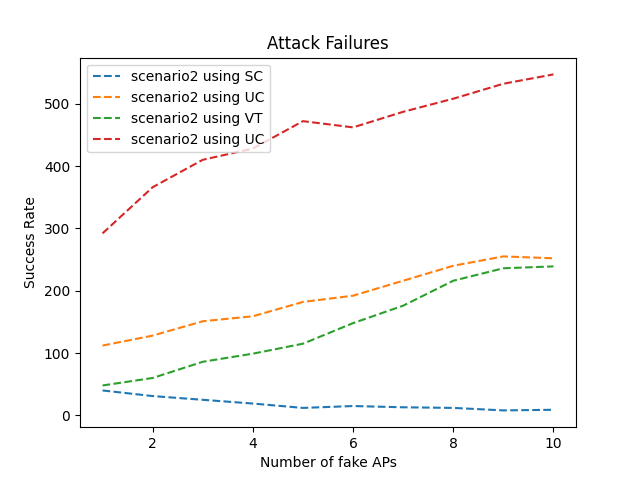 Attack Failures
scenario2 using SC
scenario2 using UC
scenario2 using VT
scenario2 using UC
500
400
300
200
100
0
Success Rate
2 4 6 8 10
Number of fake APs